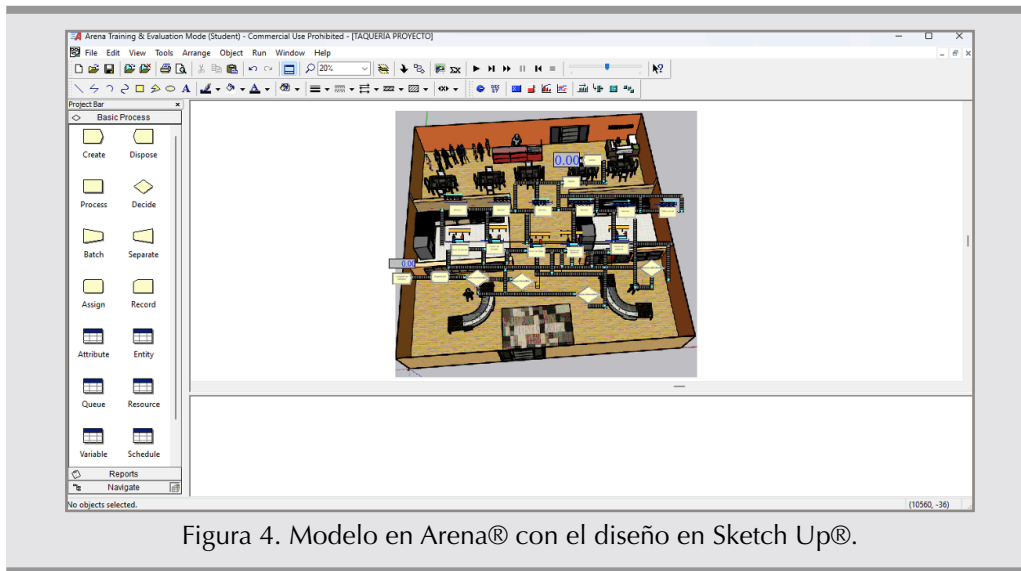 Arena Training & Evaluation Mode (Student) - Commercial Use Prohibited - [TAQUERIA PROYECTO]
File Edit View Tools Arrange Object Run Window Help
20%
Project Bar
Basic Process
Create Dispose
Process Decide
Batch Separate
Assign Record
Attribute Entity
Queue Resource
Variable Schedule
Reports
Navigate
0.00
0.00
No objects selected.
(10560, -36)
Figura 4. Modelo en Arena® con el diseño en Sketch Up®.